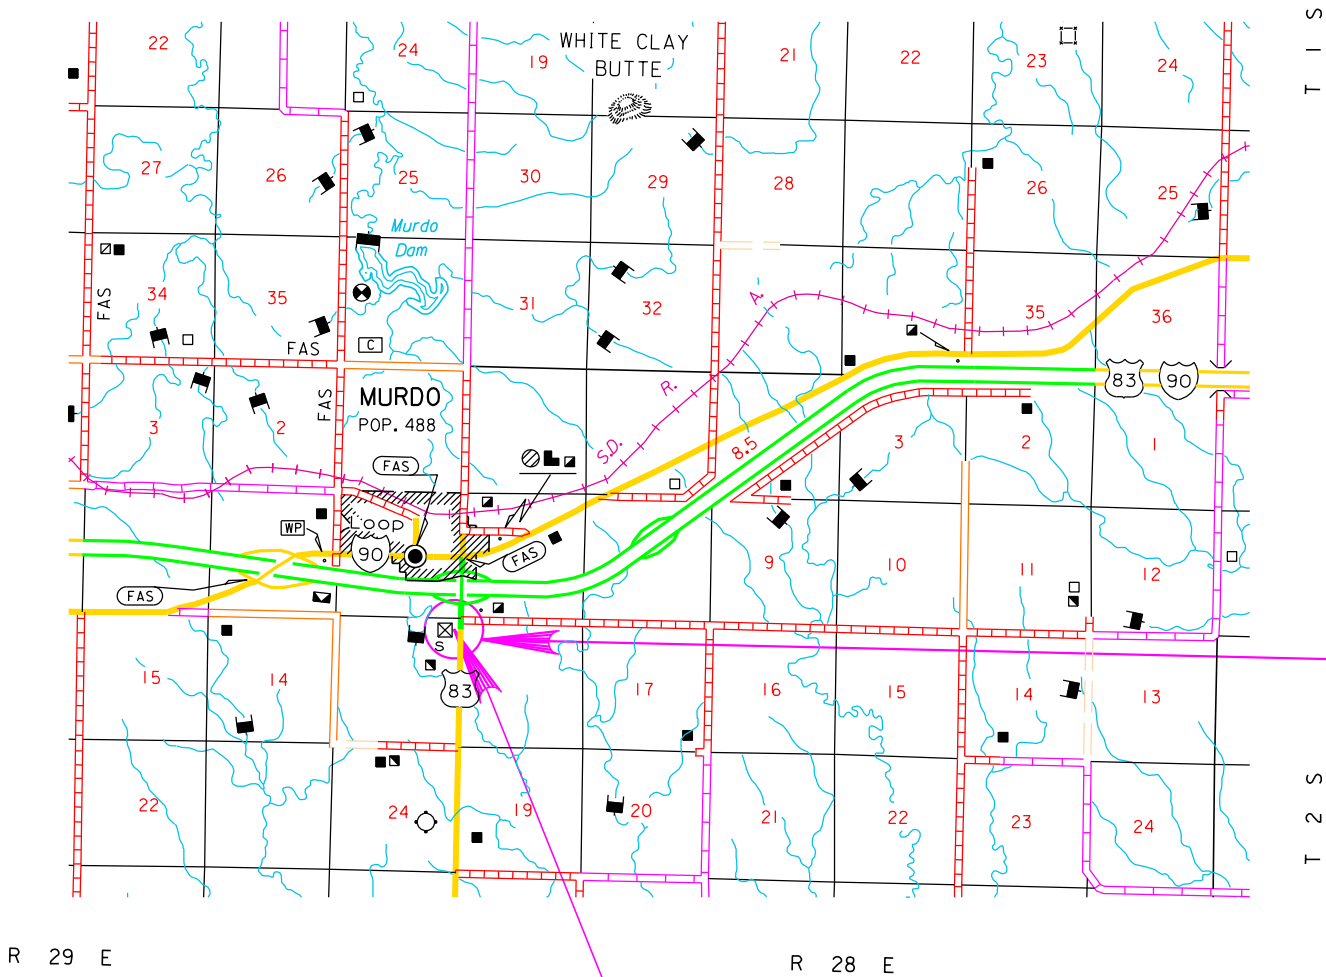 T 1 S
22
24
19
WHITE CLAY
BUTTE
21
22
23
24
27
26
25
30
29
28
26
25
Murdo
Dam
FAS
34
35
31
32
A.
35
36
C
FAS
83
90
R.
FAS
MURDO
POP. 488
3
2
S.D.
8.5
3
2
1
FAS
Loop
WP
90
FAS
9
10
11
12
FAS
S
83
15
14
17
16
15
14
13
22
24
19
20
21
22
23
24
T 2 S
R 29 E
R 28 E